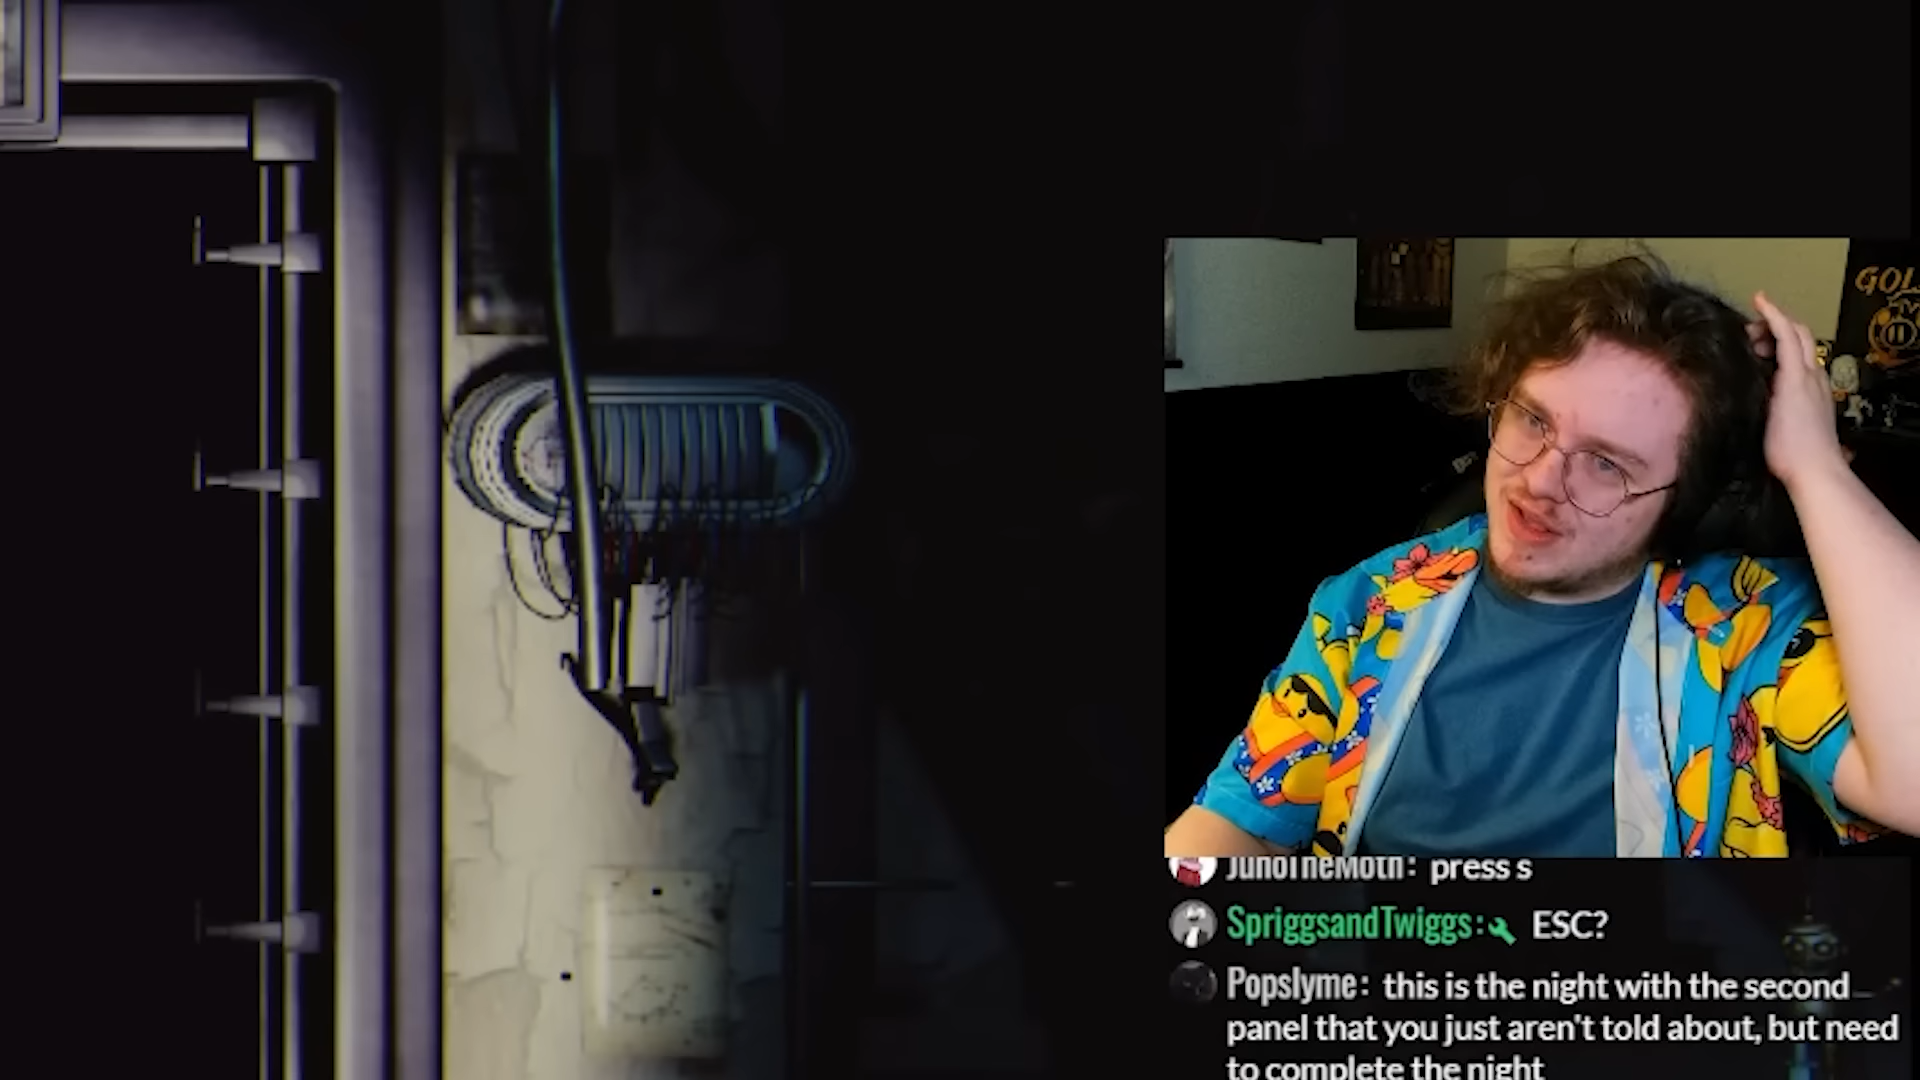 GOL
JunoTheMoth: press s
SpriggsandTwiggs: ESC?
Popslyme: this is the night with the second
panel that you just aren't told about, but need
to complete the night